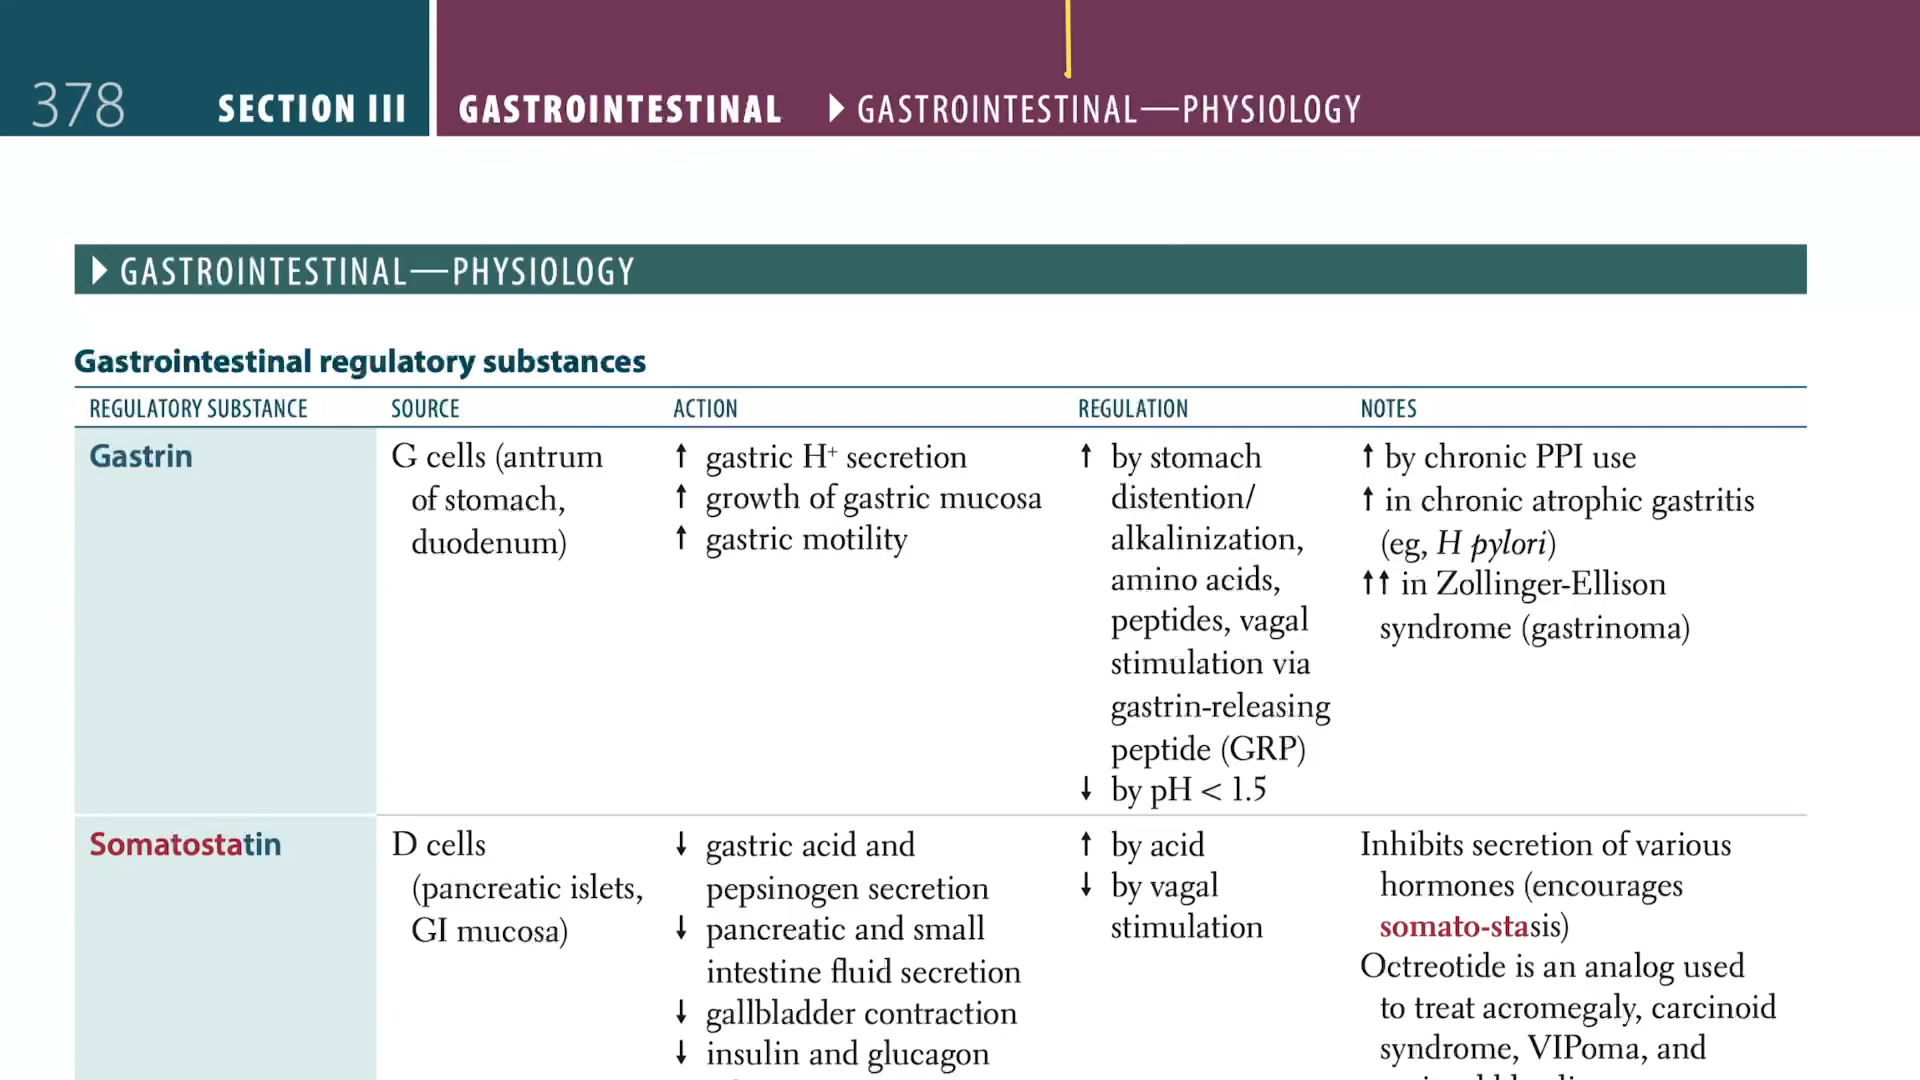 378 SECTION III GASTROINTESTINAL ▶ GASTROINTESTINAL—PHYSIOLOGY
▶ GASTROINTESTINAL—PHYSIOLOGY
Gastrointestinal regulatory substances
REGULATORY SUBSTANCE SOURCE ACTION REGULATION NOTES
Gastrin
G cells (antrum
of stomach,
duodenum)
↑ gastric H⁺ secretion
↑ growth of gastric mucosa
↑ gastric motility
↑ by stomach
distention/
alkalinization,
amino acids,
peptides, vagal
stimulation via
gastrin-releasing
peptide (GRP)
↓ by pH < 1.5
↑ by chronic PPI use
↑ in chronic atrophic gastritis
(eg, H pylori)
↑↑ in Zollinger-Ellison
syndrome (gastrinoma)
Somatostatin
D cells
(pancreatic islets,
GI mucosa)
↓ gastric acid and
pepsinogen secretion
↓ pancreatic and small
intestine fluid secretion
↓ gallbladder contraction
↓ insulin and glucagon
↑ by acid
↓ by vagal
stimulation
Inhibits secretion of various
hormones (encourages
somato-stasis)
Octreotide is an analog used
to treat acromegaly, carcinoid
syndrome, VIPoma, and